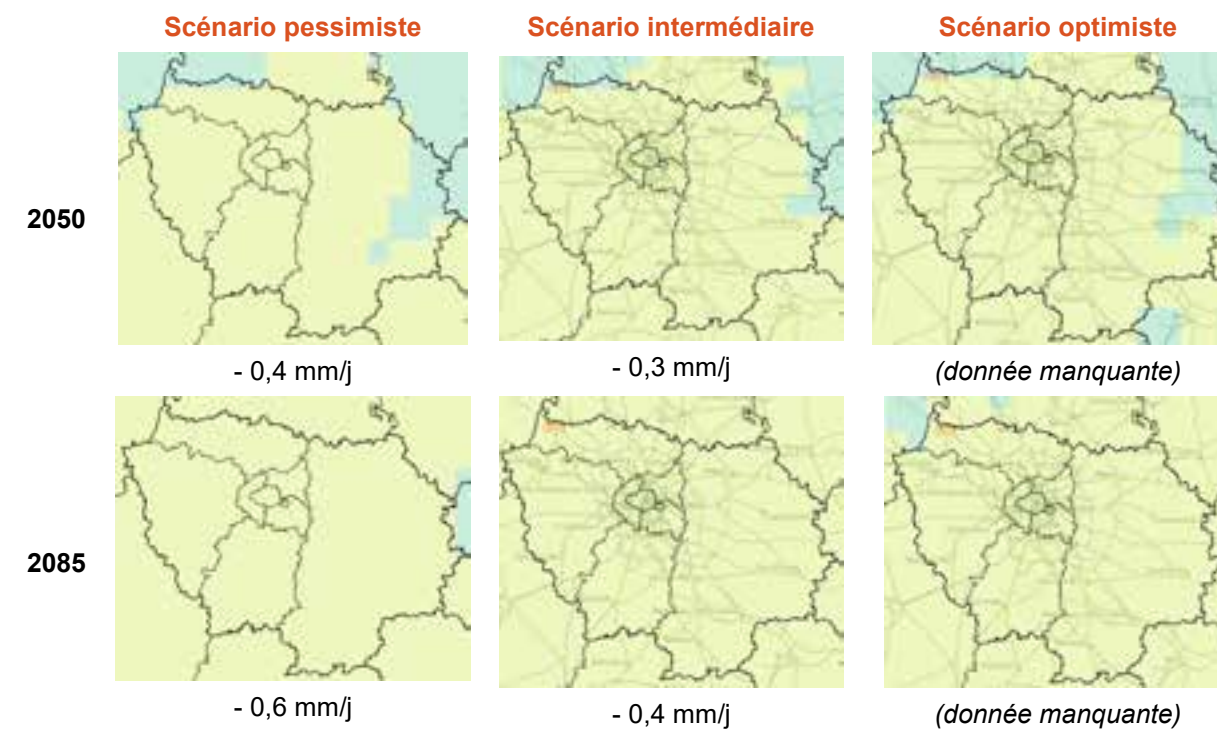 Scénario pessimiste Scénario intermédiaire Scénario optimiste
2050
- 0,4 mm/j - 0,3 mm/j (donnée manquante)
2085
- 0,6 mm/j - 0,4 mm/j (donnée manquante)